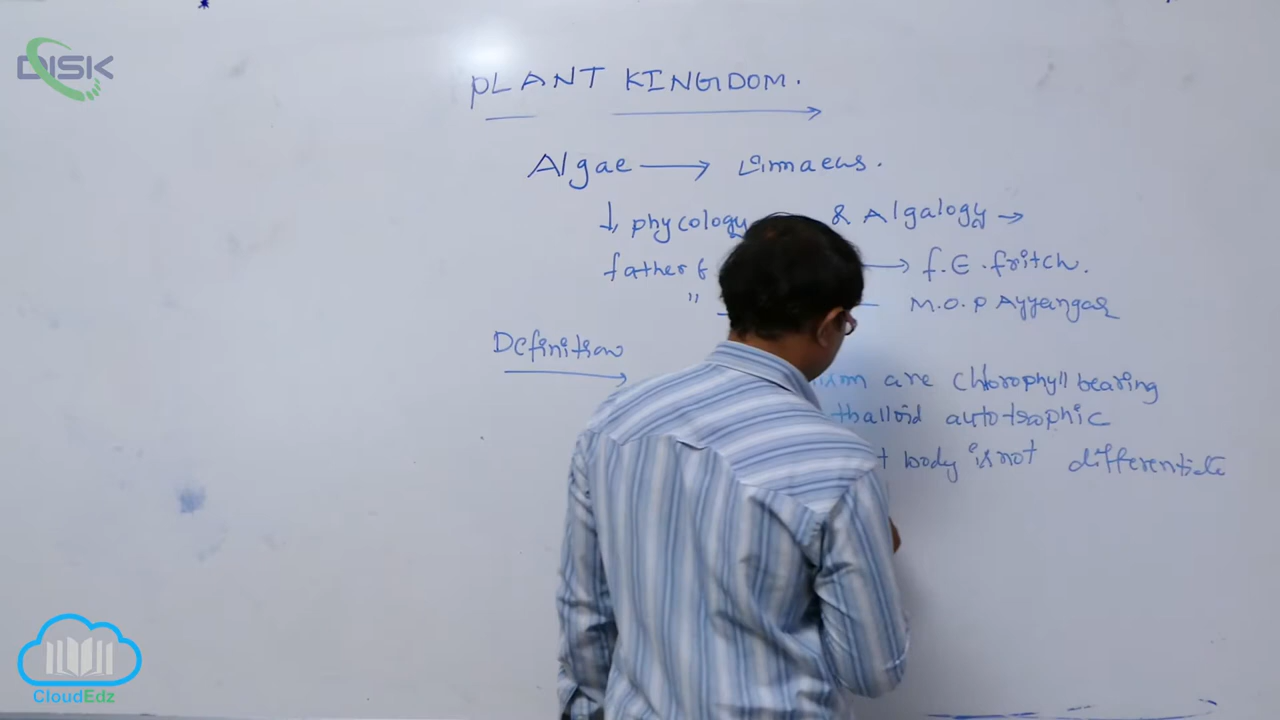 DISK
PLANT KINGDOM.
Algae → Linnaeus.
↓ phycology & Algalogy →
father → F.E. fritch.
" M.O.P Ayyangar
Definition
are chlorophyll bearing
thalloid autotrophic
body is not differentiate
CloudEdz